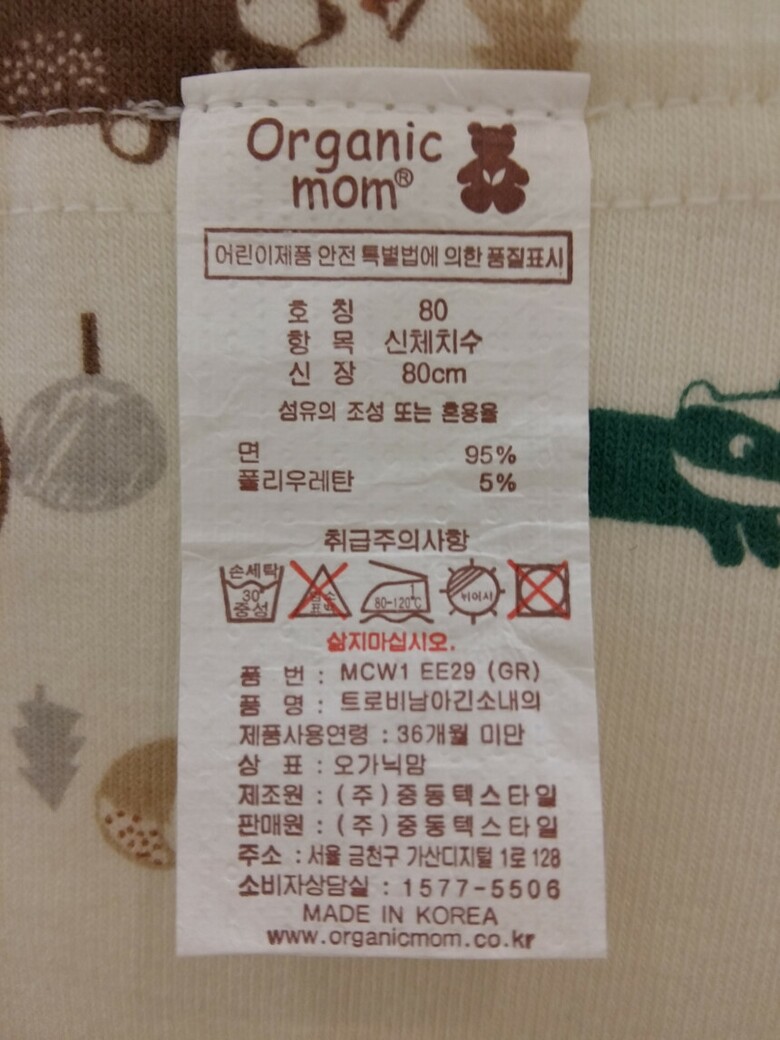 Organic
mom®
어린이제품 안전 특별법에 의한 품질표시
호 칭 80
항 목 신체치수
신 장 80cm
섬유의 조성 또는 혼용율
면 95%
폴리우레탄 5%
취급주의사항
손세탁
30°
중성
염소
표백
80-120°C
뉘어서
삶지마십시오.
품 번 : MCW1 EE29 (GR)
품 명 : 트로비남아긴소내의
제품사용연령 : 36개월 미만
상 표 : 오가닉맘
제조원 : (주) 중동텍스타일
판매원 : (주) 중동텍스타일
주소 : 서울 금천구 가산디지털 1로 128
소비자상담실 : 1577-5506
MADE IN KOREA
www.organicmom.co.kr